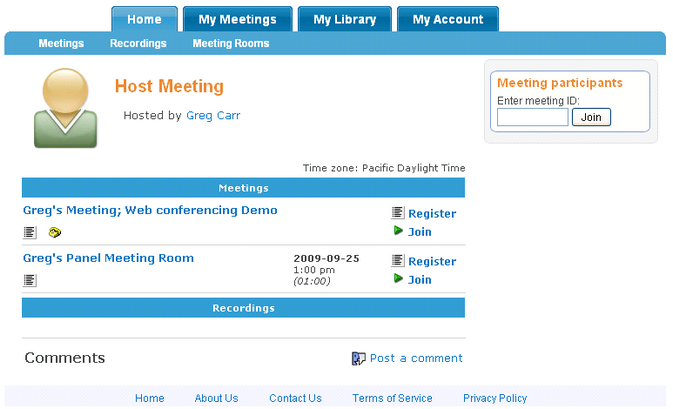 Home My Meetings My Library My Account
Meetings Recordings Meeting Rooms
Host Meeting
Hosted by Greg Carr
Meeting participants
Enter meeting ID:
Join
Time zone: Pacific Daylight Time
Meetings
Greg's Meeting; Web conferencing Demo
Register
Join
Greg's Panel Meeting Room
2009-09-25
1:00 pm
(01:00)
Register
Join
Recordings
Comments
Post a comment
Home About Us Contact Us Terms of Service Privacy Policy